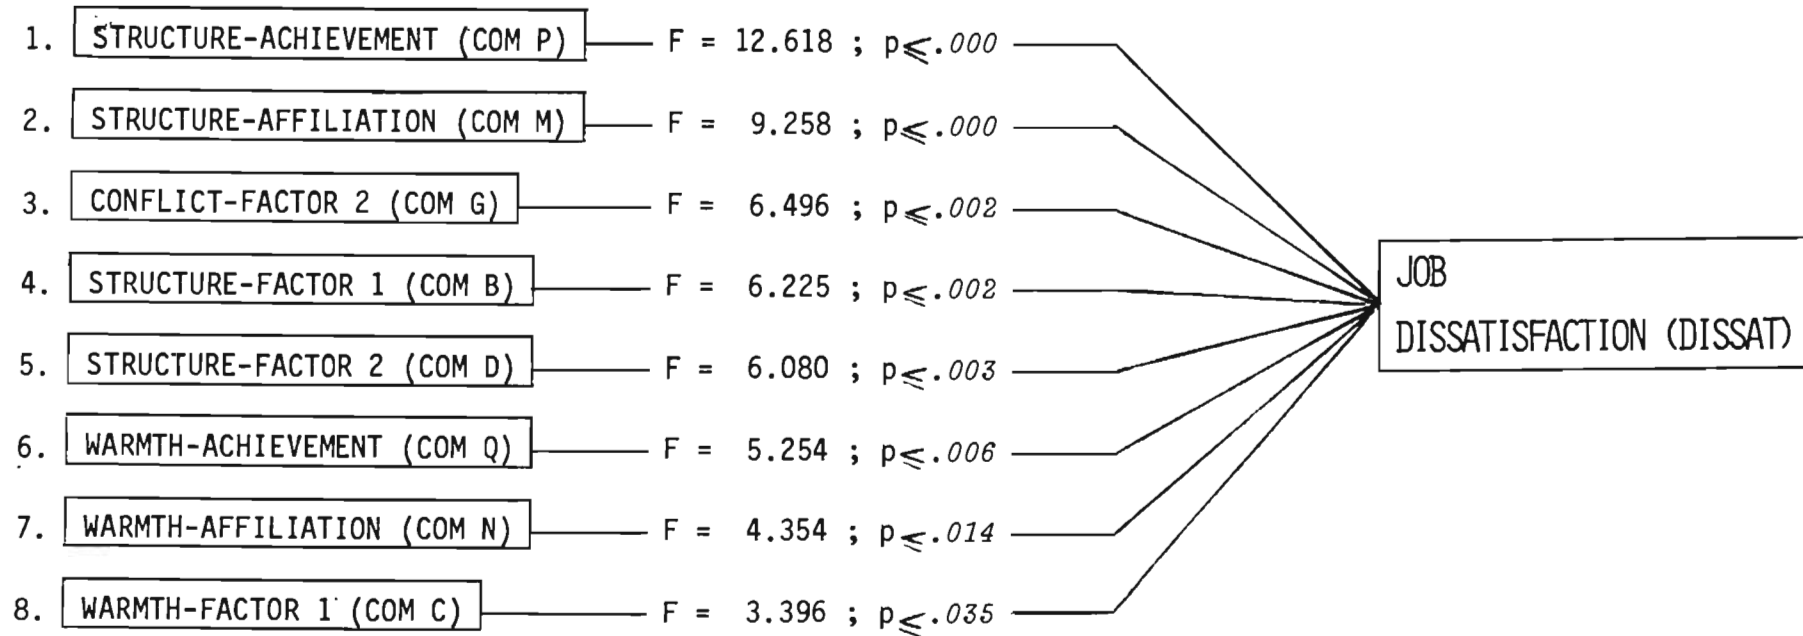 1. STRUCTURE-ACHIEVEMENT (COM P) F = 12.618 ; p⩽.000
2. STRUCTURE-AFFILIATION (COM M) F = 9.258 ; p⩽.000
3. CONFLICT-FACTOR 2 (COM G) F = 6.496 ; p⩽.002
4. STRUCTURE-FACTOR 1 (COM B) F = 6.225 ; p⩽.002
5. STRUCTURE-FACTOR 2 (COM D) F = 6.080 ; p⩽.003
6. WARMTH-ACHIEVEMENT (COM Q) F = 5.254 ; p⩽.006
7. WARMTH-AFFILIATION (COM N) F = 4.354 ; p⩽.014
8. WARMTH-FACTOR 1 (COM C) F = 3.396 ; p⩽.035
JOB
DISSATISFACTION (DISSAT)